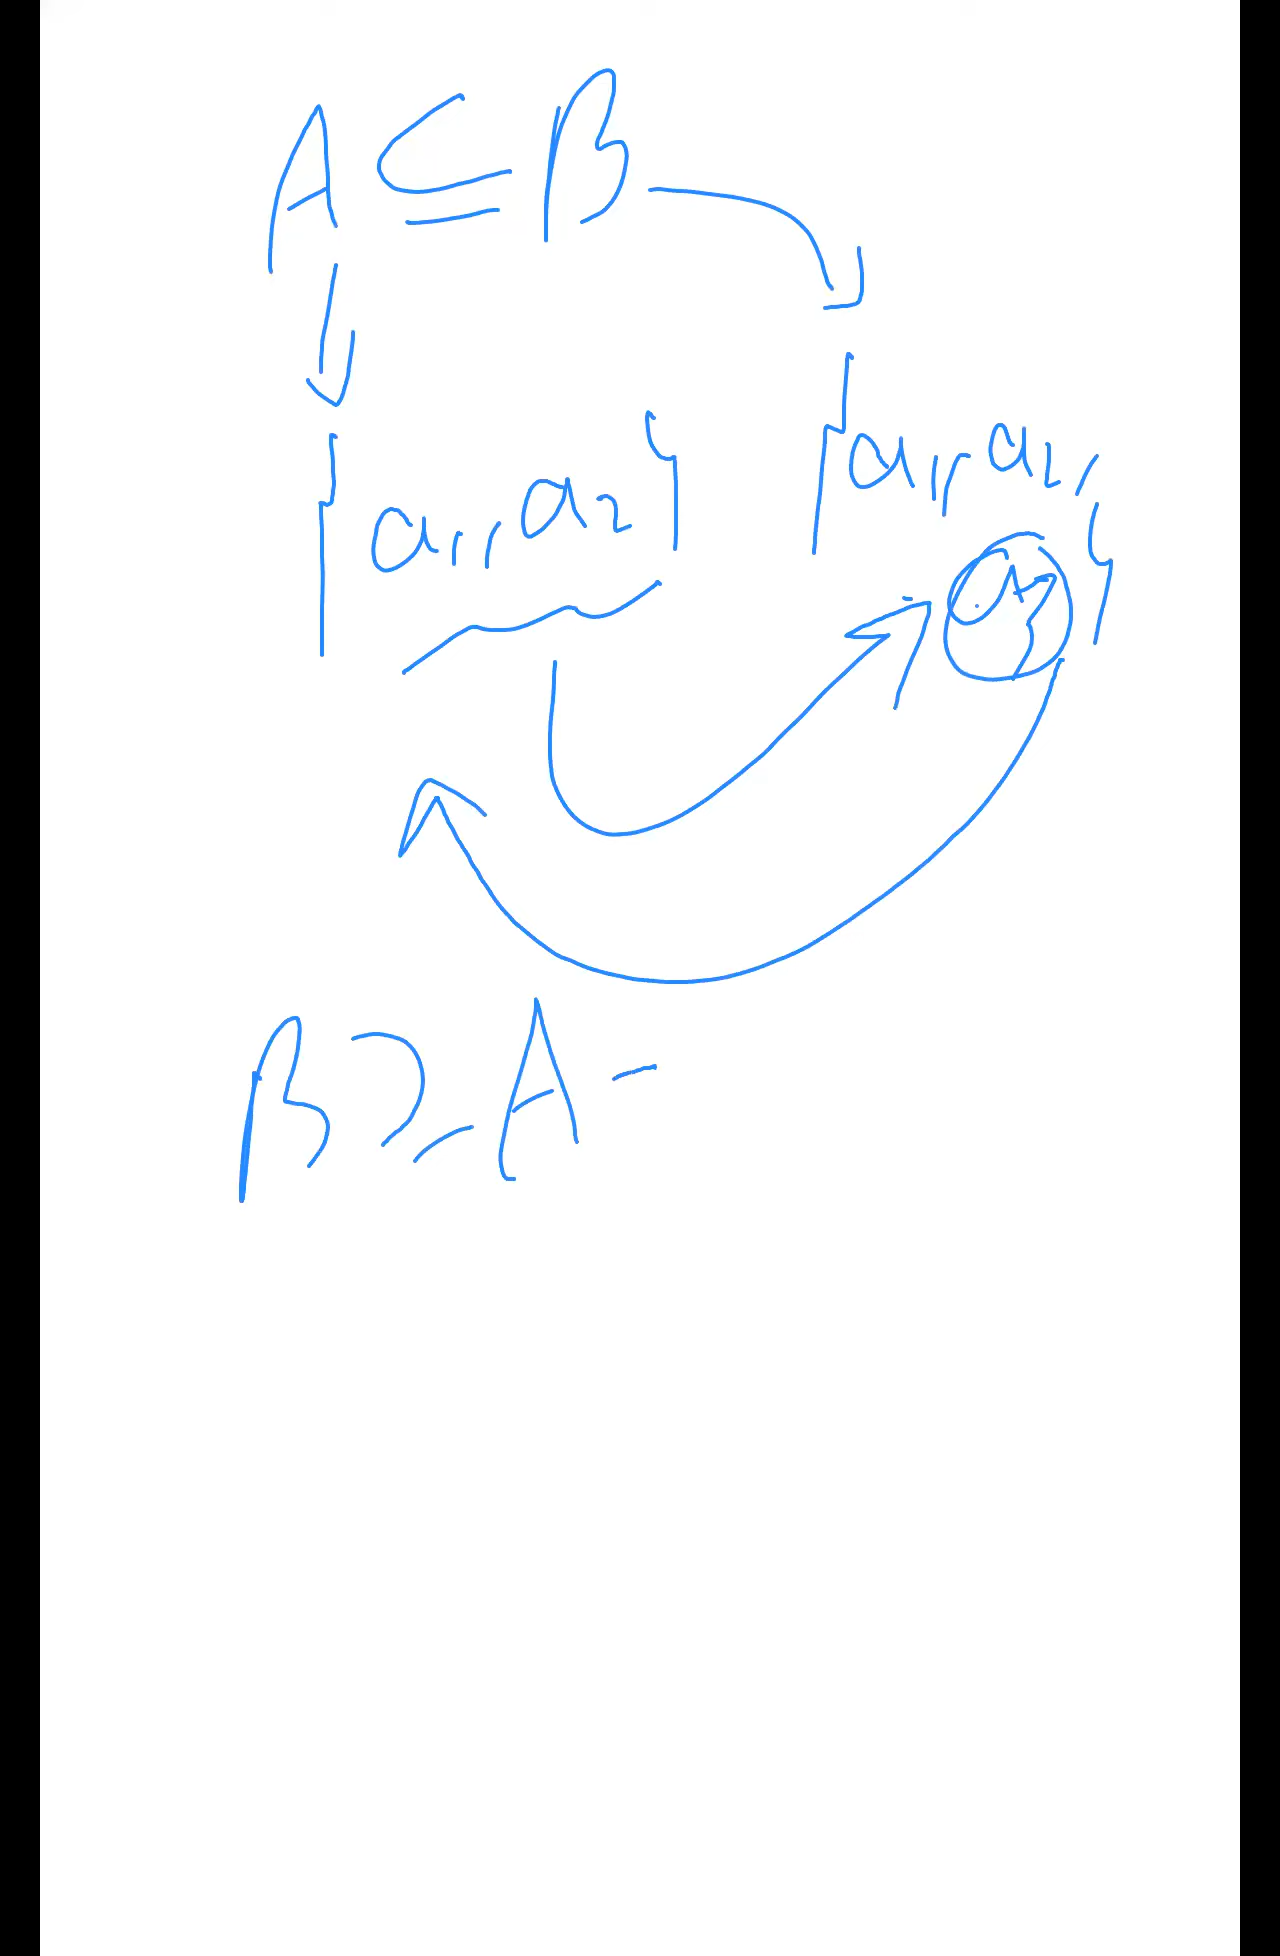 A ⊆ B
{a₁, a₂} {a₁, a₂,
a₃}
B ⊇ A -